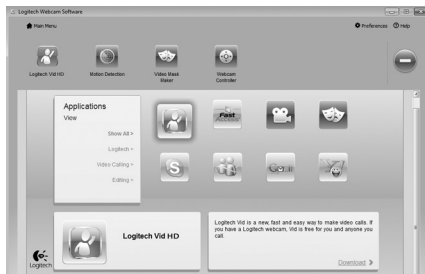 Logitech Webcam Software
Main Menu
Preferences
Help
Logitech Vid HD
Motion Detection
Video Mask
Maker
Webcam
Controller
Applications
View
Show All
Logitech
Video Calling
Editing
Fast
Access
Logitech Vid HD
Logitech Vid is a new, fast and easy way to make video calls. If
you have a Logitech webcam, Vid is free for you and anyone you
call.
Download
Logitech